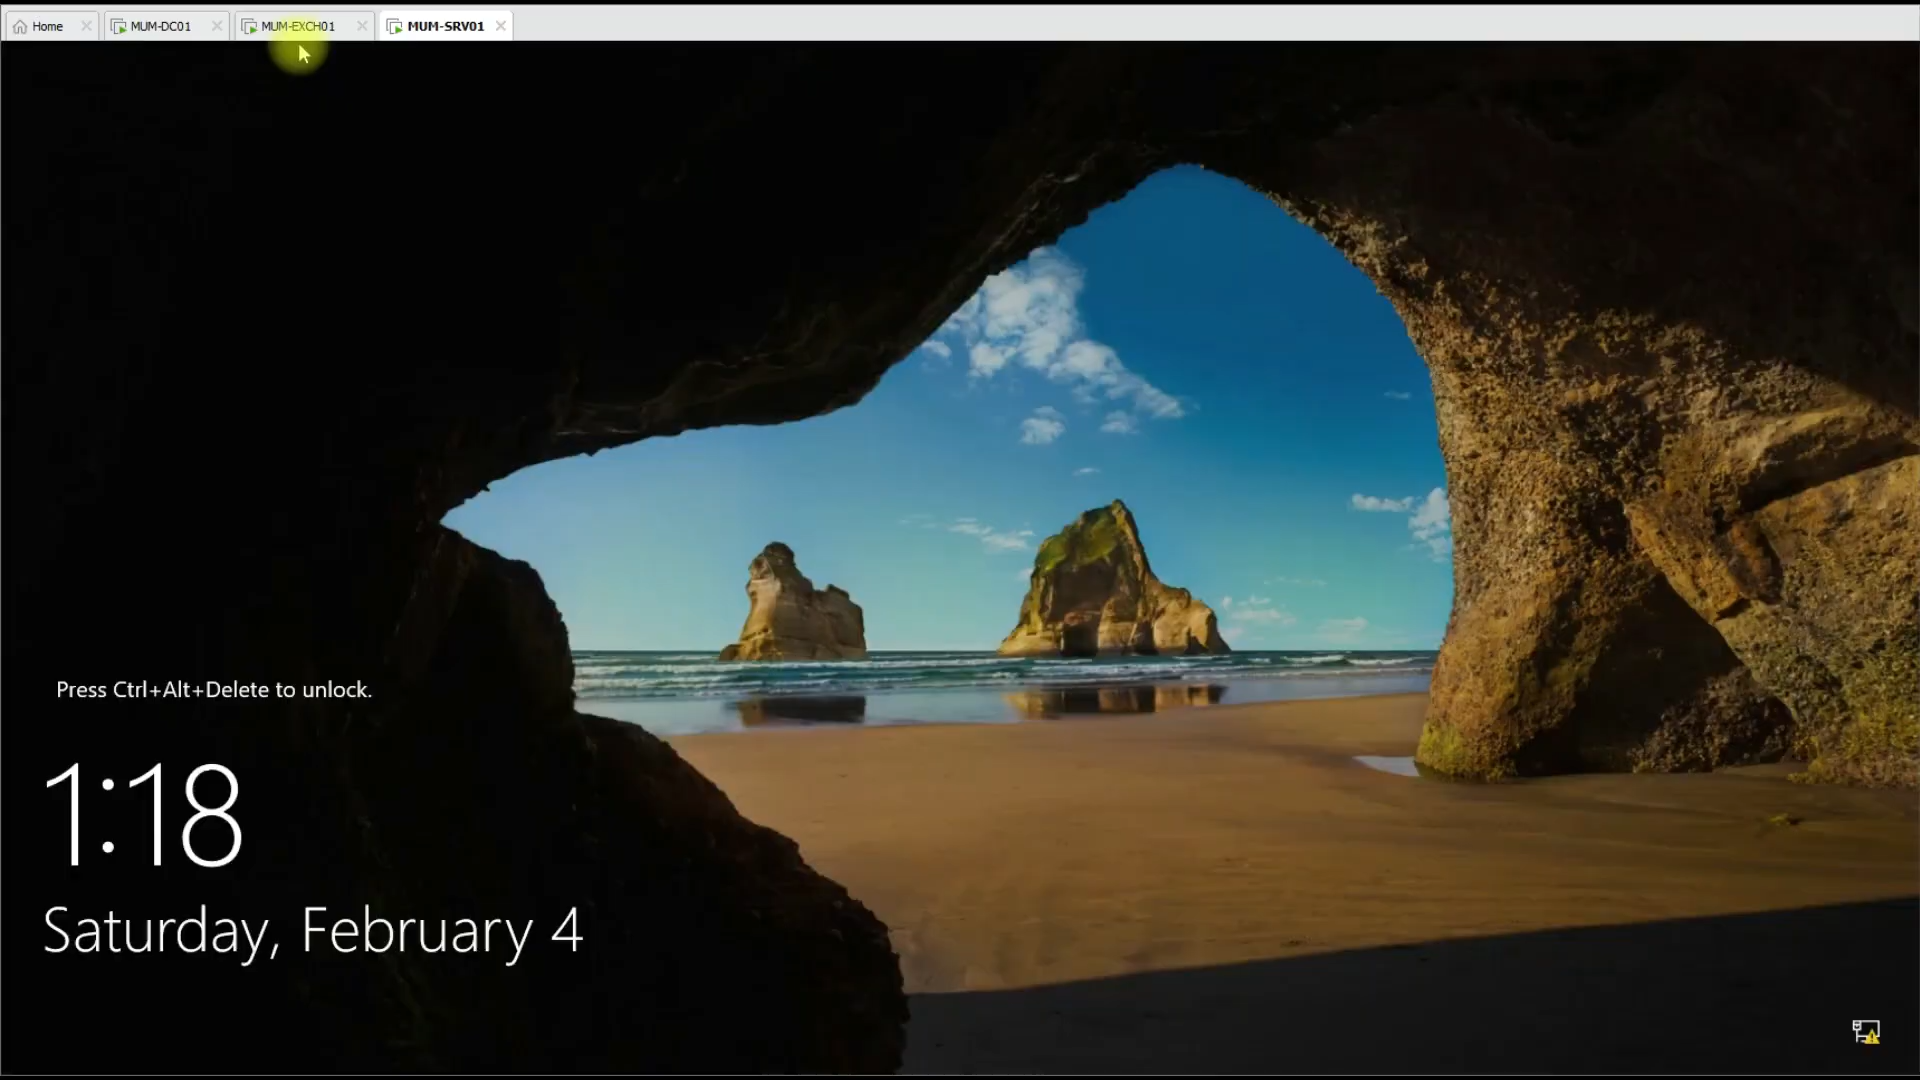 Home MUM-DC01 MUM-EXCH01 MUM-SRV01
Press Ctrl+Alt+Delete to unlock.
1:18
Saturday, February 4